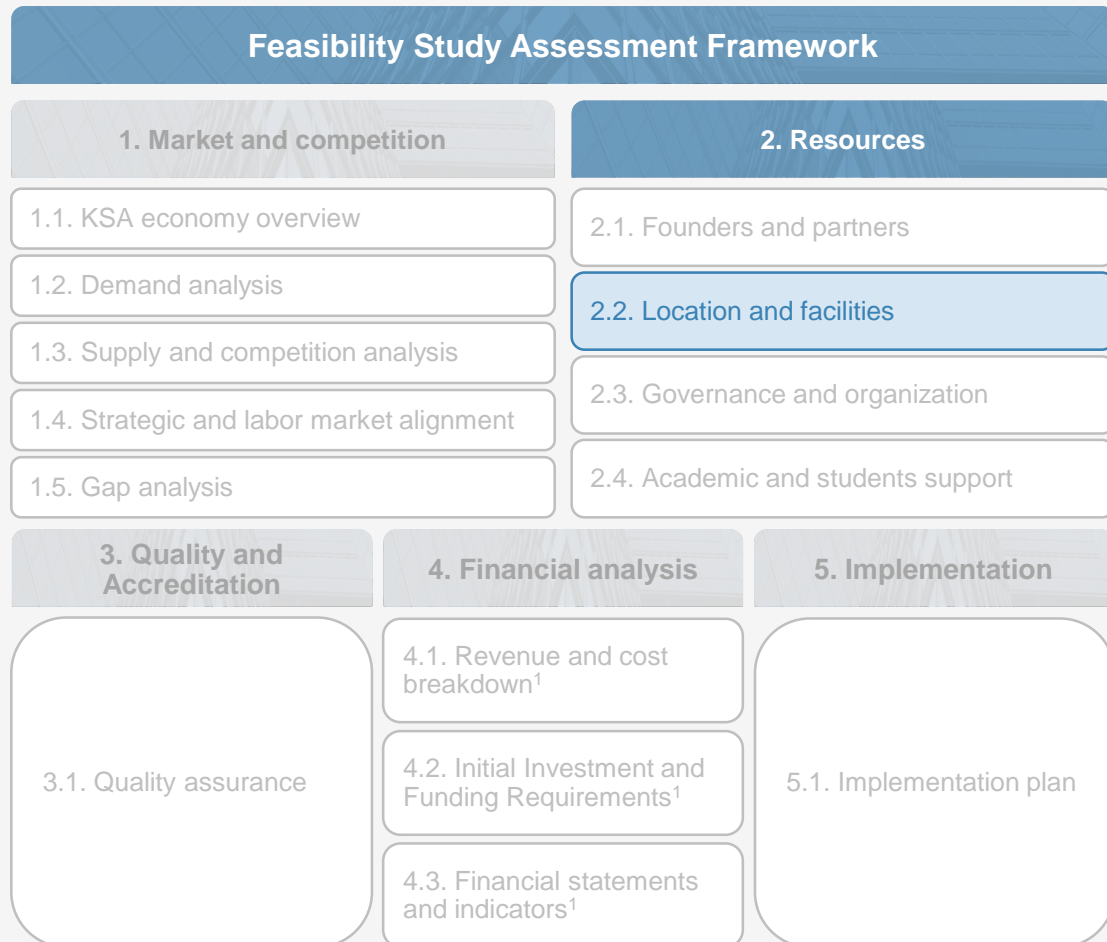 Feasibility Study Assessment Framework
1. Market and competition
1.1. KSA economy overview
1.2. Demand analysis
1.3. Supply and competition analysis
1.4. Strategic and labor market alignment
1.5. Gap analysis
2. Resources
2.1. Founders and partners
2.2. Location and facilities
2.3. Governance and organization
2.4. Academic and students support
3. Quality and
Accreditation
3.1. Quality assurance
4. Financial analysis
4.1. Revenue and cost
breakdown¹
4.2. Initial Investment and
Funding Requirements¹
4.3. Financial statements
and indicators¹
5. Implementation
5.1. Implementation plan